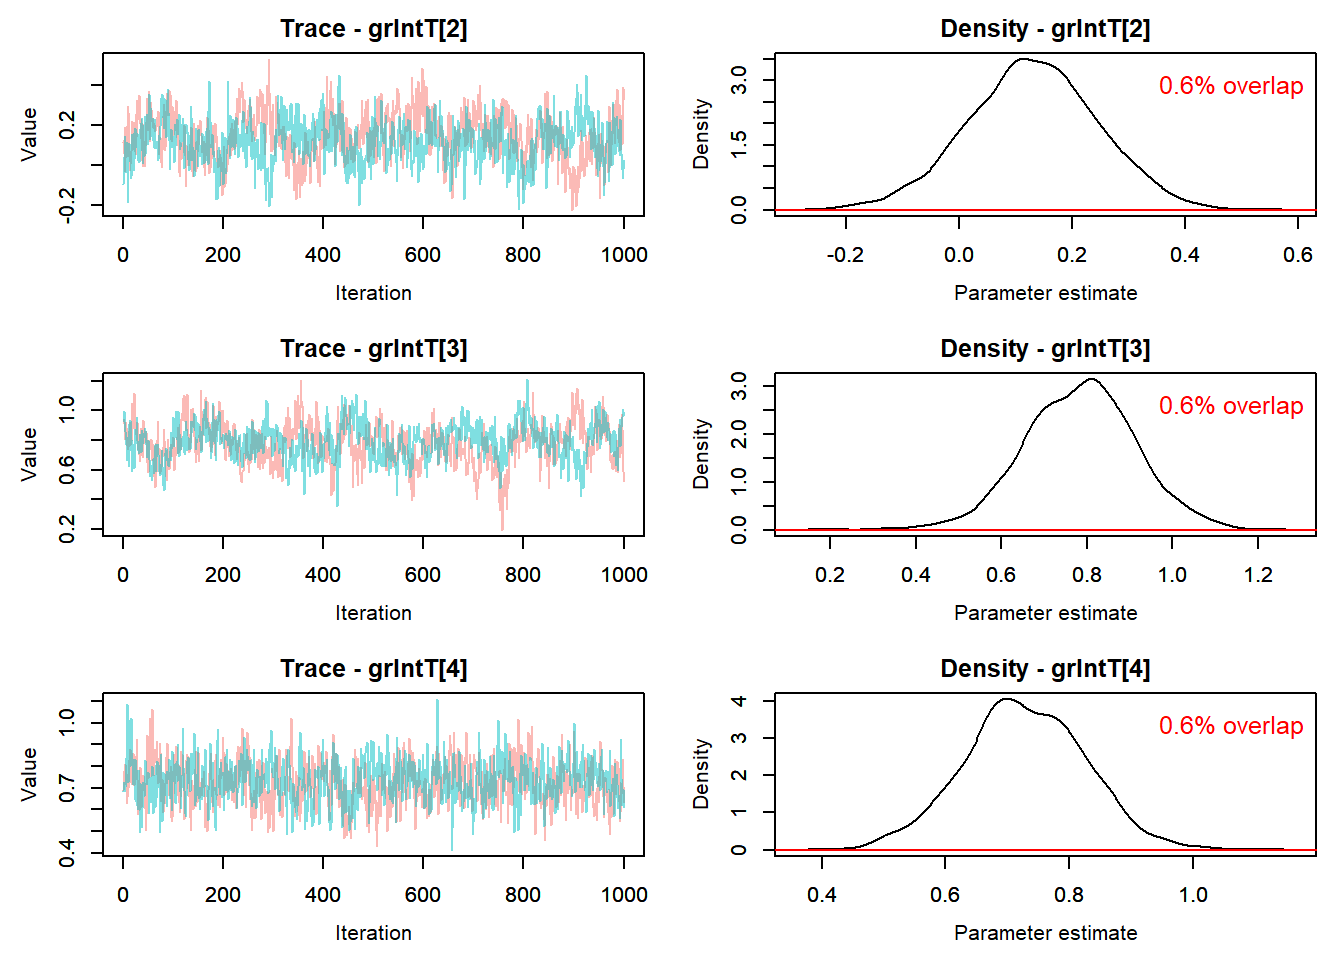 Trace - grIntT[2]
Value
-0.2 0.2
0 200 400 600 800 1000
Iteration
Density - grIntT[2]
0.6% overlap
Density
0.0 1.5 3.0
-0.2 0.0 0.2 0.4 0.6
Parameter estimate
Trace - grIntT[3]
Value
0.2 0.6 1.0
0 200 400 600 800 1000
Iteration
Density - grIntT[3]
0.6% overlap
Density
0.0 1.0 2.0 3.0
0.2 0.4 0.6 0.8 1.0 1.2
Parameter estimate
Trace - grIntT[4]
Value
0.4 0.7 1.0
0 200 400 600 800 1000
Iteration
Density - grIntT[4]
0.6% overlap
Density
0 1 2 3 4
0.4 0.6 0.8 1.0
Parameter estimate